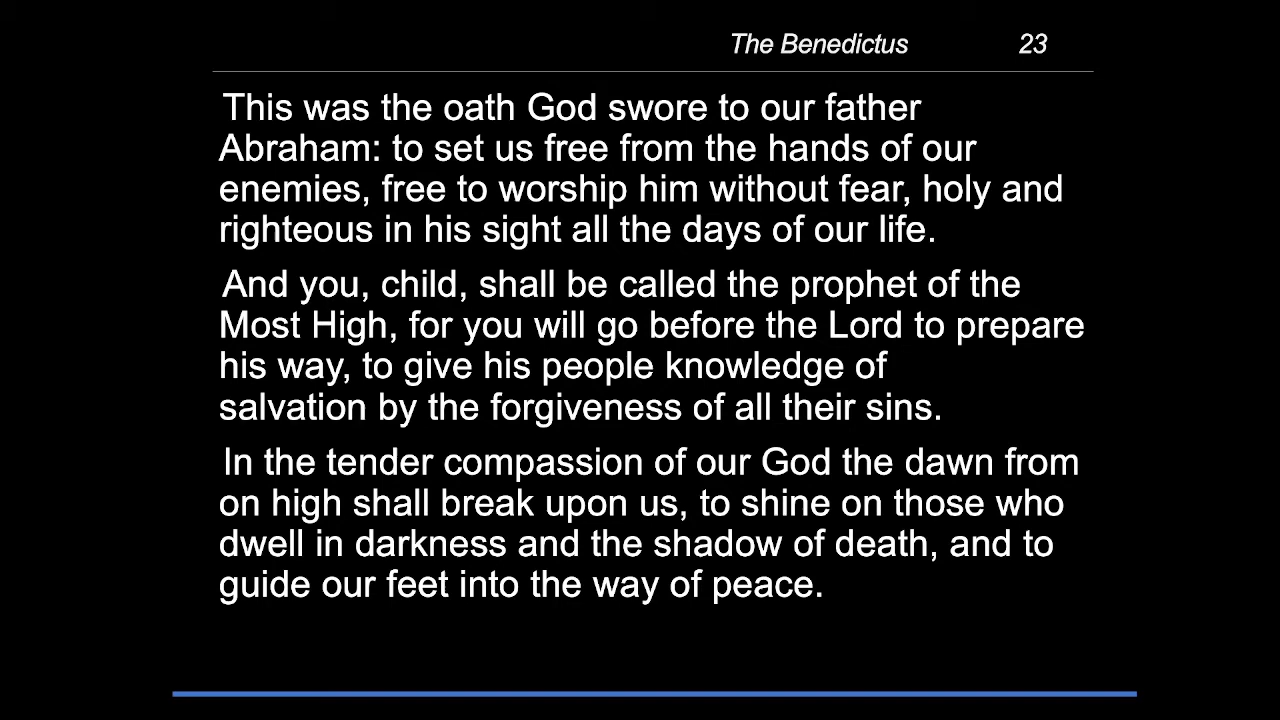 The Benedictus 23
This was the oath God swore to our father
Abraham: to set us free from the hands of our
enemies, free to worship him without fear, holy and
righteous in his sight all the days of our life.
And you, child, shall be called the prophet of the
Most High, for you will go before the Lord to prepare
his way, to give his people knowledge of
salvation by the forgiveness of all their sins.
In the tender compassion of our God the dawn from
on high shall break upon us, to shine on those who
dwell in darkness and the shadow of death, and to
guide our feet into the way of peace.